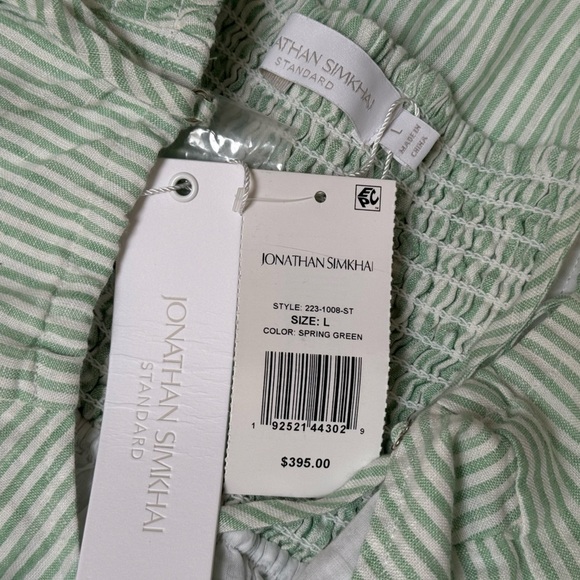 JONATHAN SIMKHAI
STANDARD
L
MADE IN
CHINA
EPC
JONATHAN SIMKHAI
STYLE: 223-1008-ST
SIZE: L
COLOR: SPRING GREEN
1 92521 44302 9
$395.00
JONATHAN SIMKHAI
STANDARD